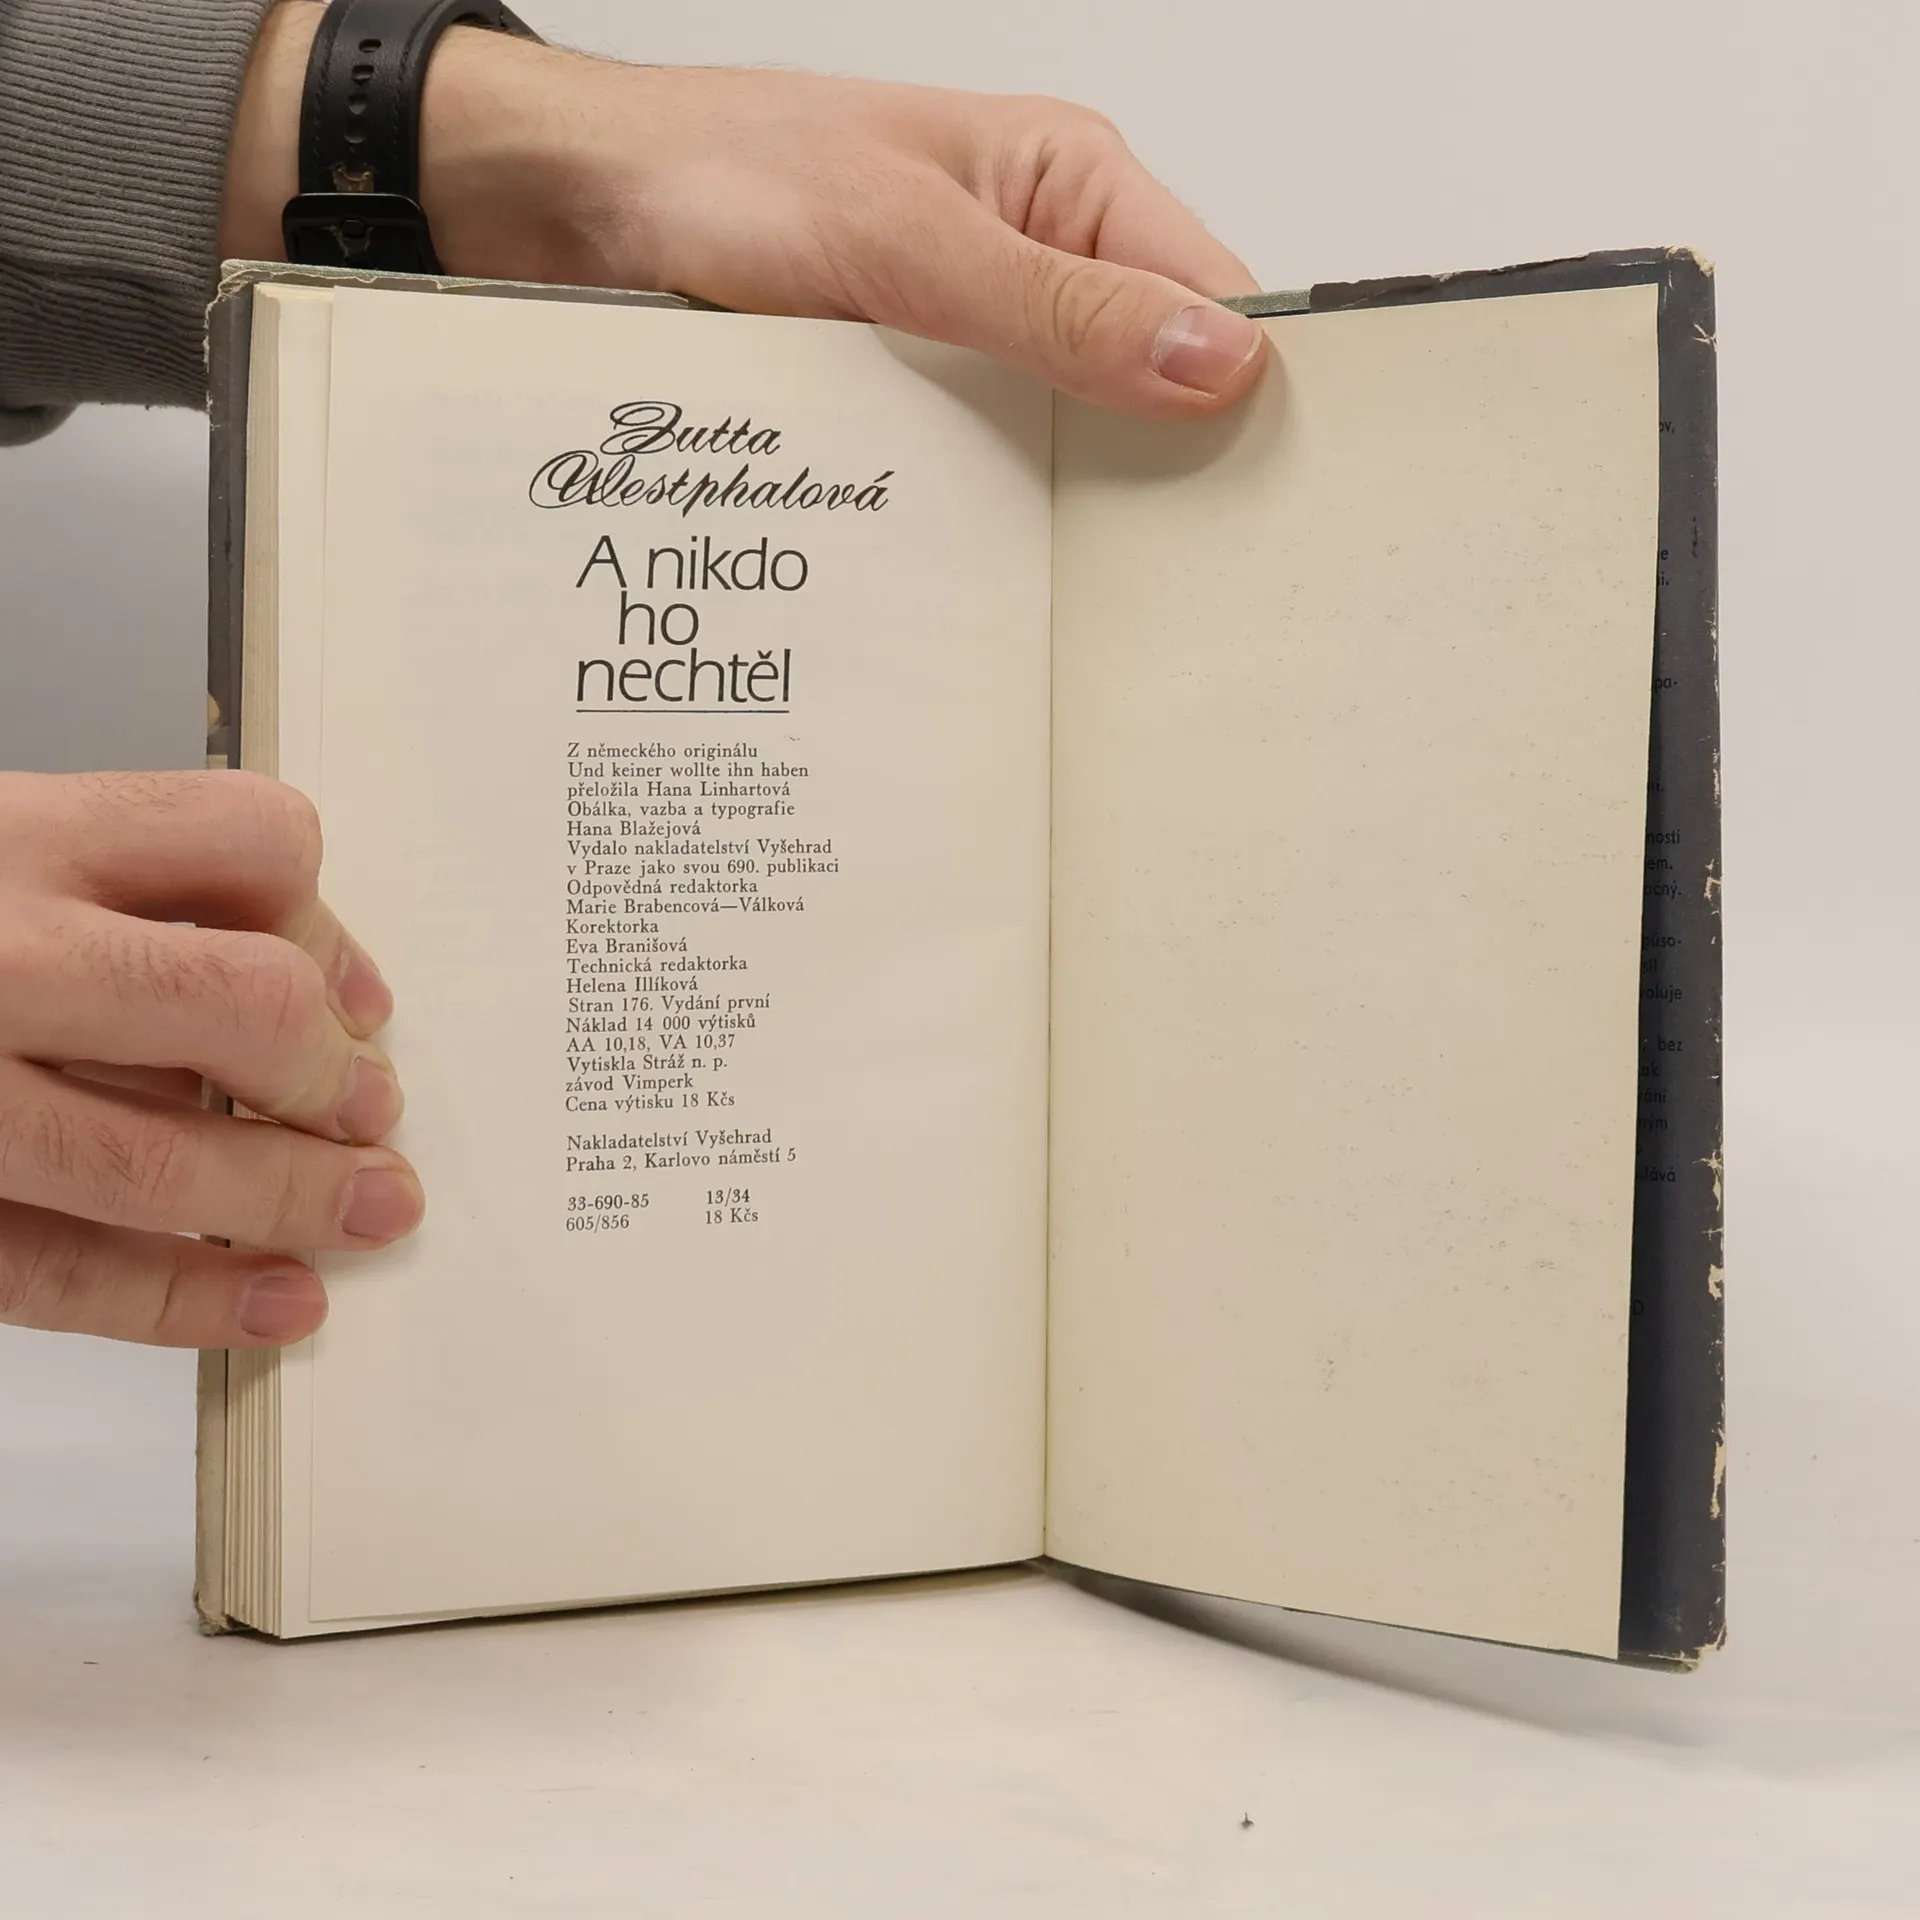 Jutta
Westphalová
A nikdo
ho
nechtěl
Z německého originálu
Und keiner wollte ihn haben
přeložila Hana Linhartová
Obálka, vazba a typografie
Hana Blažejová
Vydalo nakladatelství Vyšehrad
v Praze jako svou 690. publikaci
Odpovědná redaktorka
Marie Brabencová—Válková
Korektorka
Eva Branišová
Technická redaktorka
Helena Illíková
Stran 176. Vydání první
Náklad 14 000 výtisků
AA 10,18, VA 10,37
Vytiskla Stráž n. p.
závod Vimperk
Cena výtisku 18 Kčs
Nakladatelství Vyšehrad
Praha 2, Karlovo náměstí 5
33-690-85 13/34
605/856 18 Kčs
bez